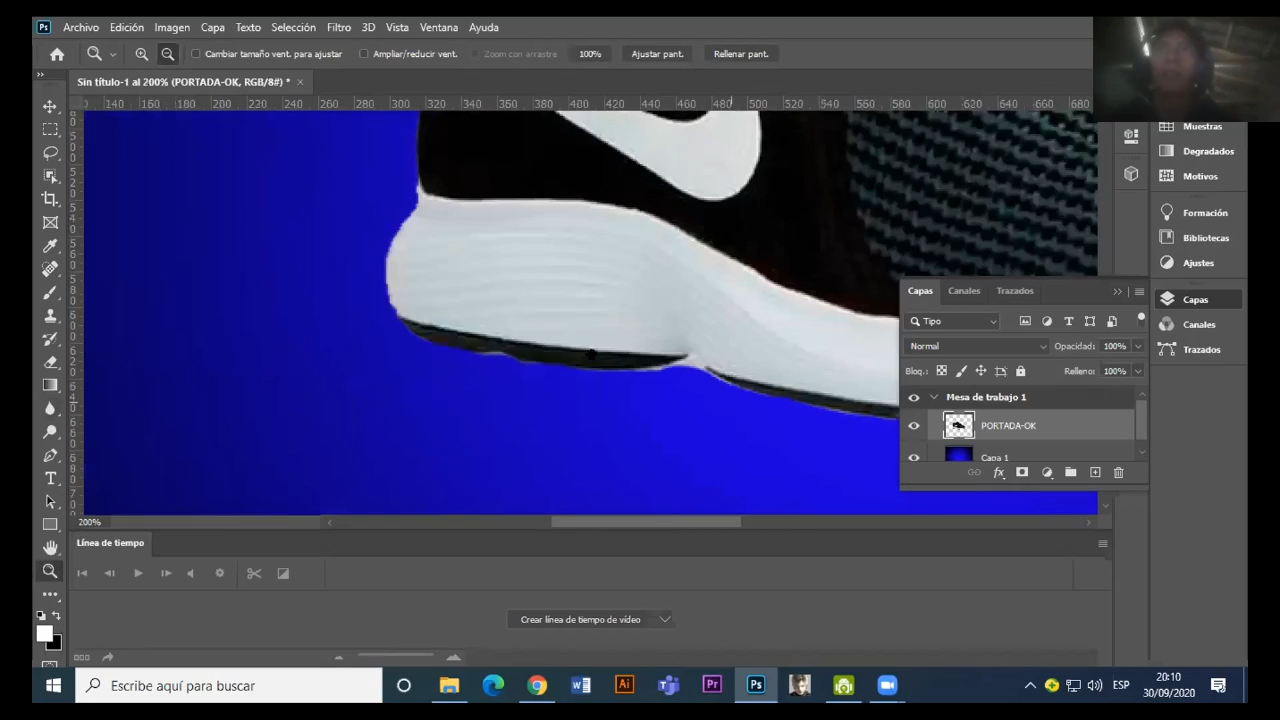 Ps Archivo Edición Imagen Capa Texto Selección Filtro 3D Vista Ventana Ayuda
Cambiar tamaño vent. para ajustar Ampliar/reducir vent. Zoom con arrastre 100% Ajustar pant. Rellenar pant.
Sin título-1 al 200% (PORTADA-OK, RGB/8#) * ×
140 160 180 200 220 240 260 280 300 320 340 360 380 400 420 440 460 480 500 520 540 560 580 600 620 640 660 680
Muestras
Degradados
Motivos
Formación
Bibliotecas
Ajustes
Capas
Canales
Trazados
Capas Canales Trazados
Tipo
Normal Opacidad: 100%
Bloq.: Relleno: 100%
Mesa de trabajo 1
PORTADA-OK
Capa 1
fx
200%
Línea de tiempo
Crear línea de tiempo de vídeo
Escribe aquí para buscar
Ai
Pr
Ps
ESP
20:10
30/09/2020